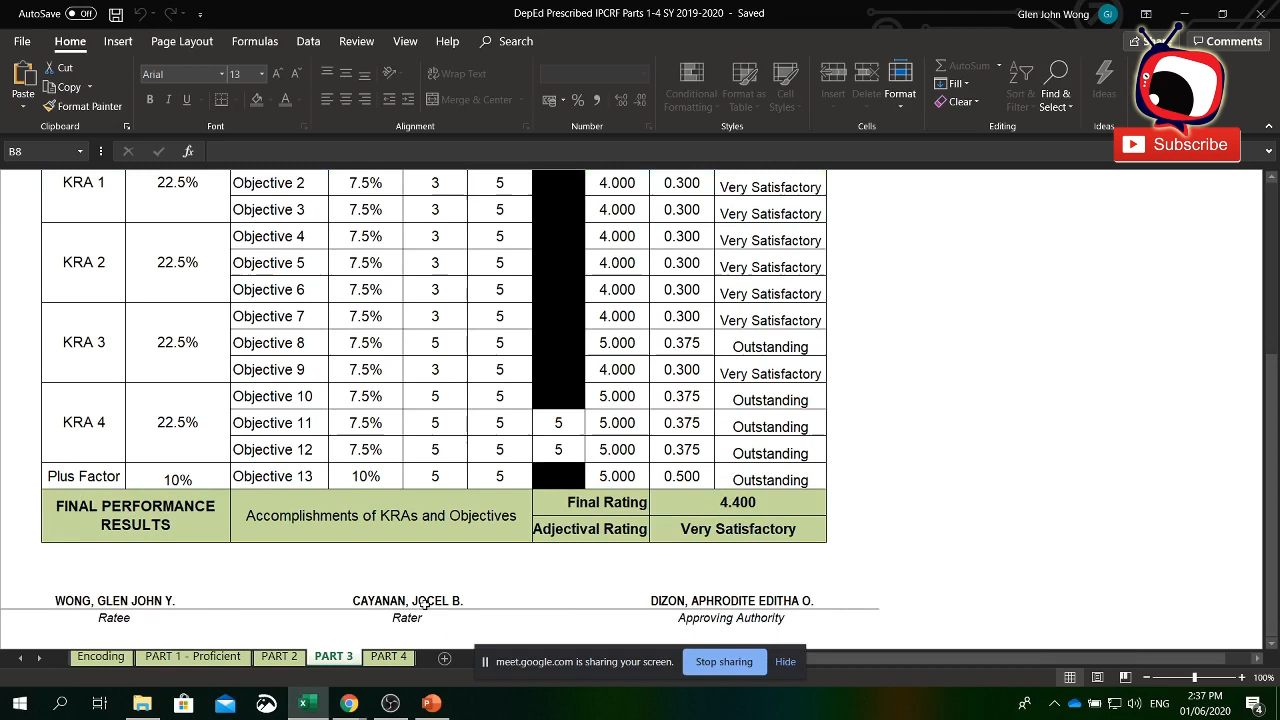 AutoSave Off
DepEd Prescribed IPCRF Parts 1-4 SY 2019-2020 - Saved
Glen John Wong GJ
File Home Insert Page Layout Formulas Data Review View Help Search Comments
Cut
Copy
Format Painter
Paste
Clipboard
Arial 13
B I U A
Font
Wrap Text
Merge & Center
Alignment
% ,
Number
Conditional Formatting
Format as Table
Cell Styles
Styles
Insert Delete Format
Cells
AutoSum
Fill
Clear
Sort & Filter
Find & Select
Editing
Ideas
Ideas
Subscribe
B8 fx
KRA 1 22.5% Objective 2 7.5% 3 5 4.000 0.300 Very Satisfactory
Objective 3 7.5% 3 5 4.000 0.300 Very Satisfactory
Objective 4 7.5% 3 5 4.000 0.300 Very Satisfactory
KRA 2 22.5% Objective 5 7.5% 3 5 4.000 0.300 Very Satisfactory
Objective 6 7.5% 3 5 4.000 0.300 Very Satisfactory
Objective 7 7.5% 3 5 4.000 0.300 Very Satisfactory
KRA 3 22.5% Objective 8 7.5% 5 5 5.000 0.375 Outstanding
Objective 9 7.5% 3 5 4.000 0.300 Very Satisfactory
Objective 10 7.5% 5 5 5.000 0.375 Outstanding
KRA 4 22.5% Objective 11 7.5% 5 5 5 5.000 0.375 Outstanding
Objective 12 7.5% 5 5 5 5.000 0.375 Outstanding
Plus Factor 10% Objective 13 10% 5 5 5.000 0.500 Outstanding
FINAL PERFORMANCE RESULTS
Accomplishments of KRAs and Objectives
Final Rating 4.400
Adjectival Rating Very Satisfactory
WONG, GLEN JOHN Y. CAYANAN, JOCEL B. DIZON, APHRODITE EDITHA O.
Ratee Rater Approving Authority
Encoding PART 1 - Proficient PART 2 PART 3 PART 4
meet.google.com is sharing your screen. Stop sharing Hide
100%
2:37 PM
01/06/2020
4